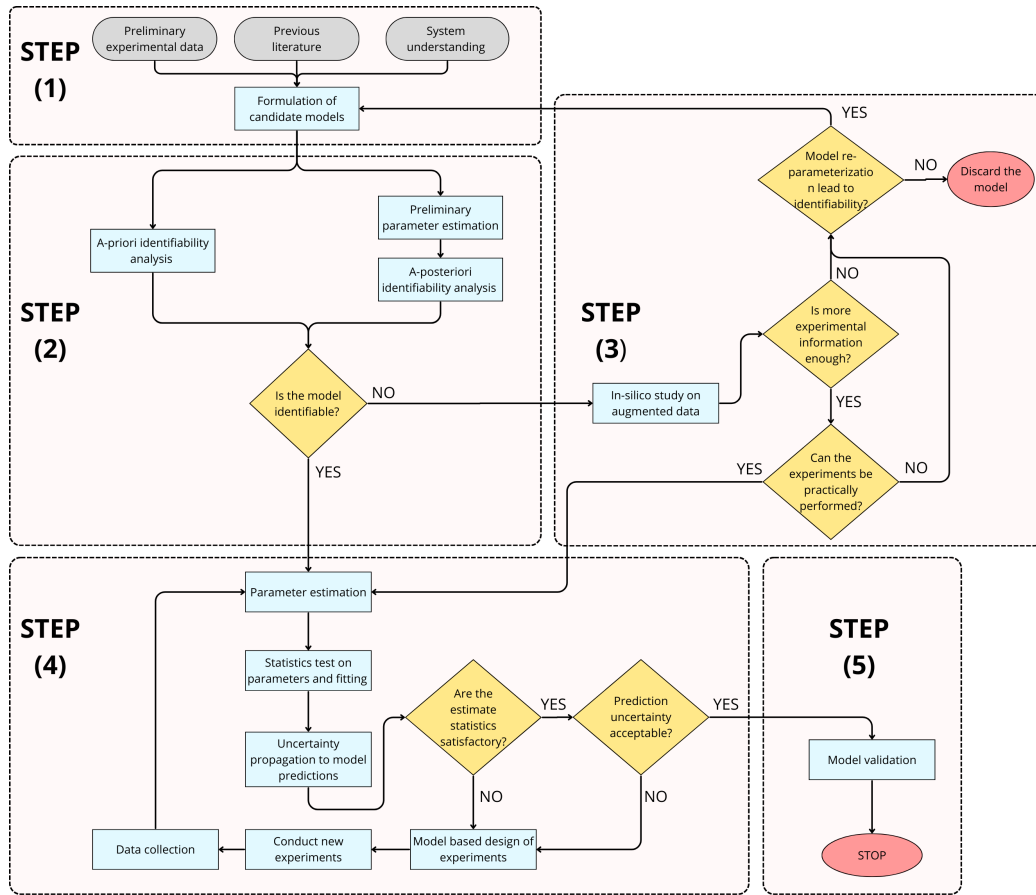 STEP
(1)
Preliminary
experimental data
Previous
literature
System
understanding
Formulation of
candidate models
STEP
(2)
A-priori identifiability
analysis
Preliminary
parameter estimation
A-posteriori
identifiability analysis
Is the model
identifiable?
NO
YES
STEP
(3)
In-silico study on
augmented data
YES
Model re-
parameterizatio
n lead to
identifiability?
NO
Discard the
model
NO
Is more
experimental
information
enough?
YES
Can the
experiments be
practically
performed?
YES
NO
STEP
(4)
Parameter estimation
Statistics test on
parameters and fitting
Uncertainty
propagation to model
predictions
Are the
estimate
statistics
satisfactory?
YES
NO
Prediction
uncertainty
acceptable?
YES
NO
Model based design of
experiments
Conduct new
experiments
Data collection
STEP
(5)
Model validation
STOP